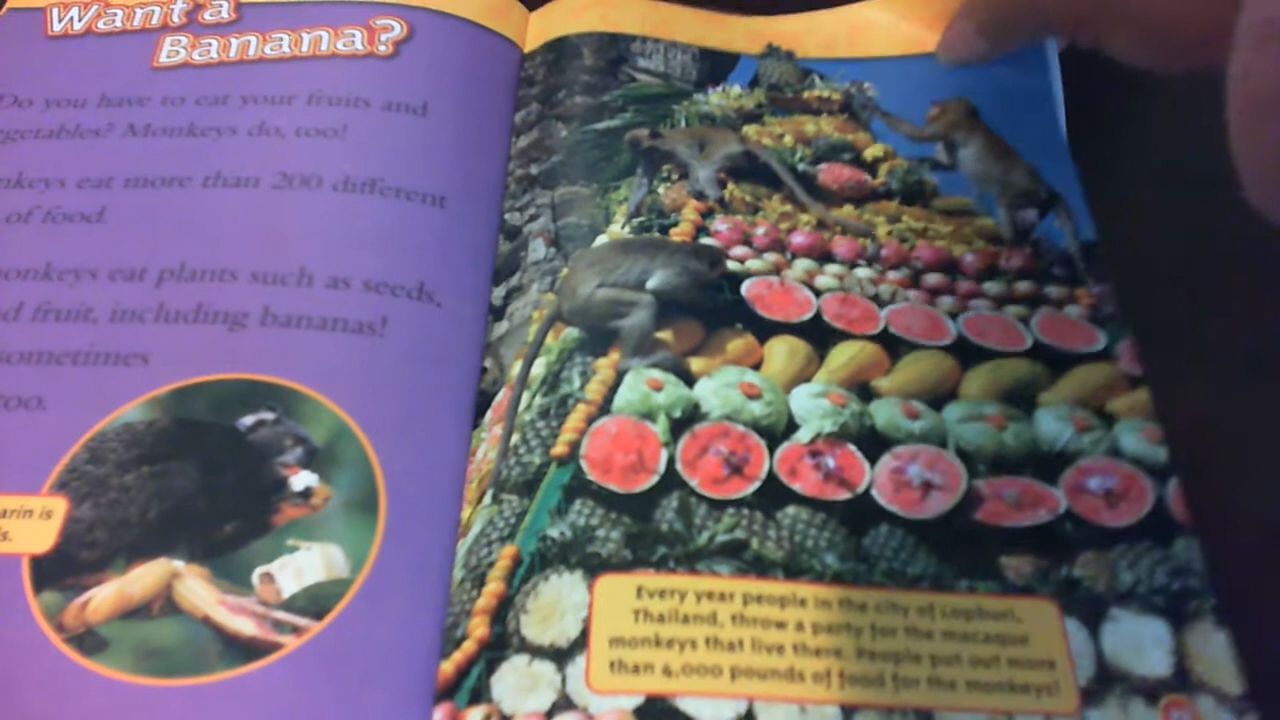 Want a
Banana?
Do you have to eat your fruits and
getables? Monkeys do, too!
nkeys eat more than 200 different
of food.
onkeys eat plants such as seeds,
d fruit, including bananas!
sometimes
too.
arin is
s.
Every year people in the city of Lopburi,
Thailand, throw a party for the macaque
monkeys that live there. People put out more
than 4,000 pounds of food for the monkeys!